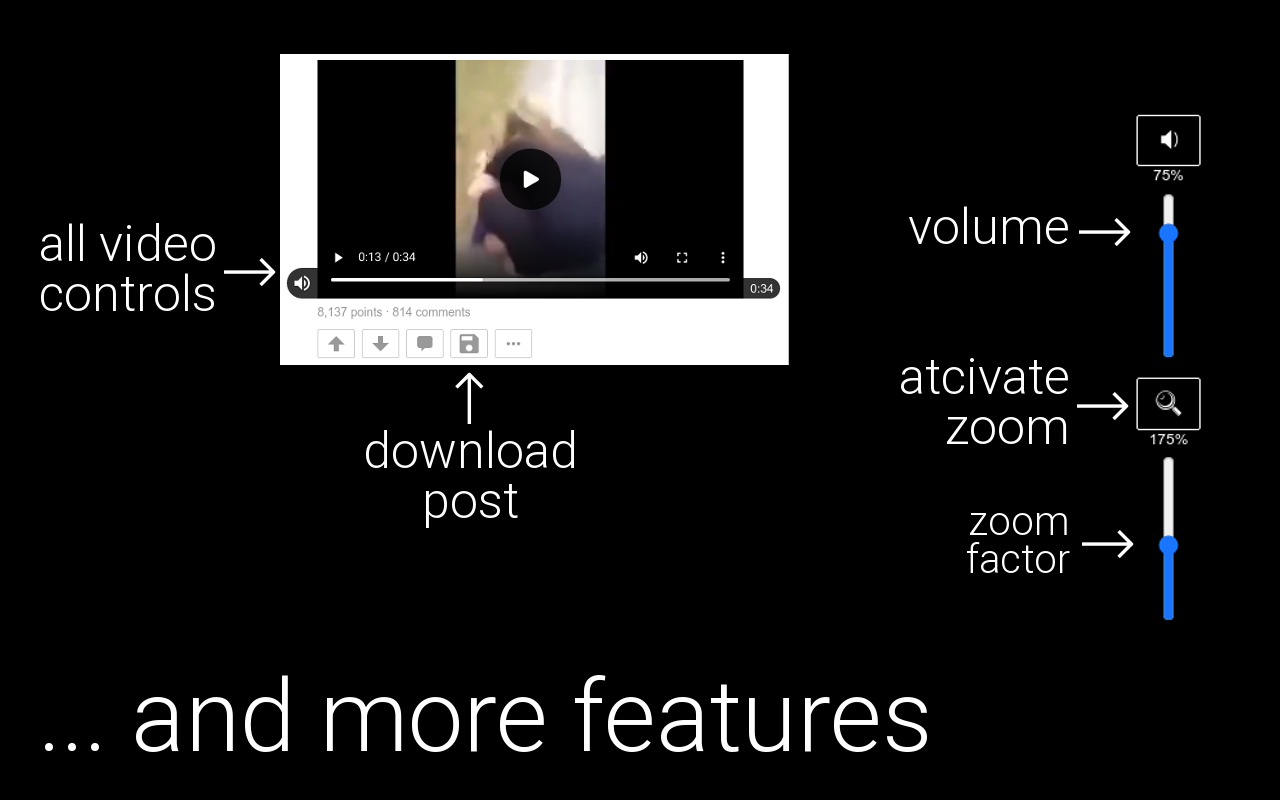 all video
controls
0:13 / 0:34
0:34
8,137 points · 814 comments
download
post
75%
volume
atcivate
zoom
175%
zoom
factor
... and more features